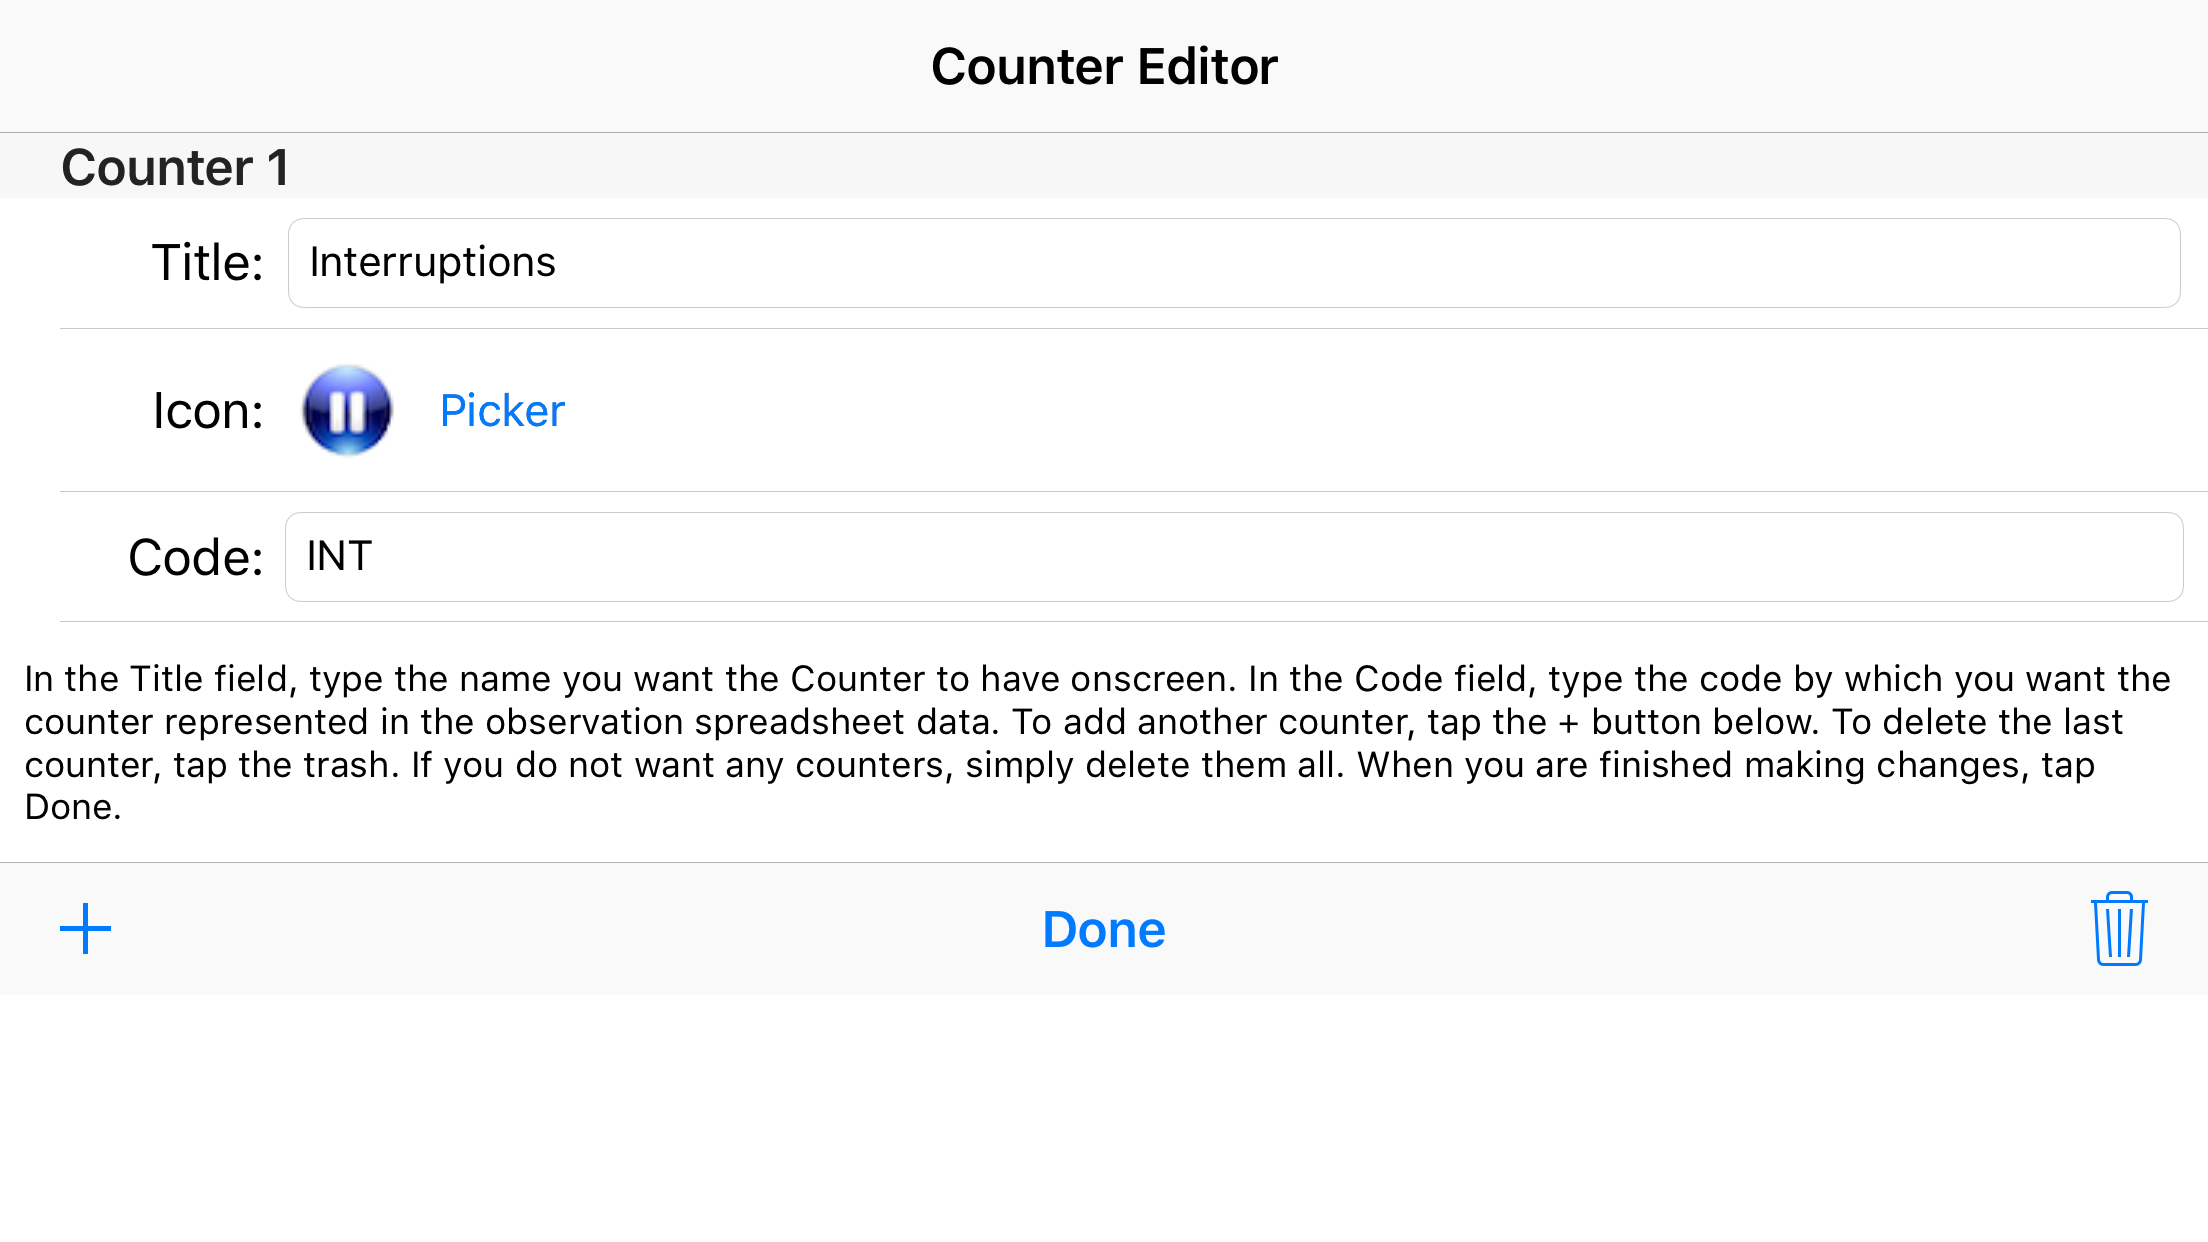 Counter Editor
Counter 1
Title: Interruptions
Icon: Picker
Code: INT
In the Title field, type the name you want the Counter to have onscreen. In the Code field, type the code by which you want the
counter represented in the observation spreadsheet data. To add another counter, tap the + button below. To delete the last
counter, tap the trash. If you do not want any counters, simply delete them all. When you are finished making changes, tap
Done.
Done